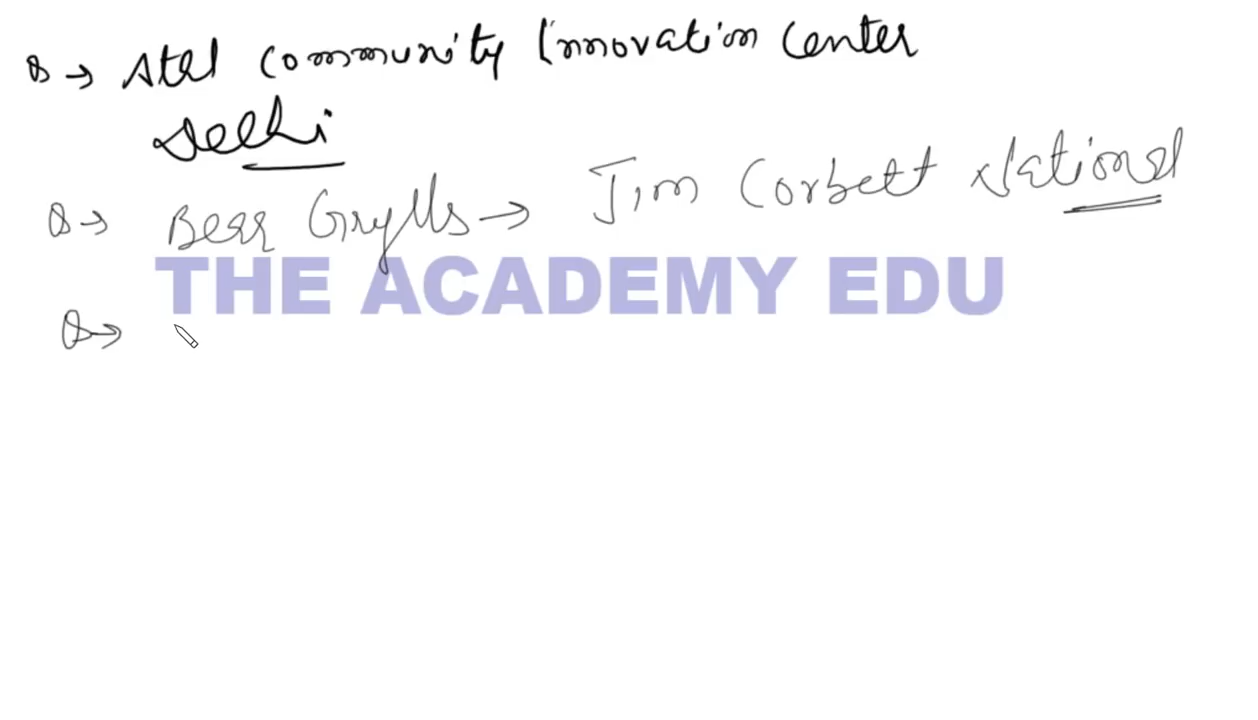 Q → Atal Community Innovation Center
Delhi
Q → Bear Grylls → Jim Corbett National
THE ACADEMY EDU
Q →